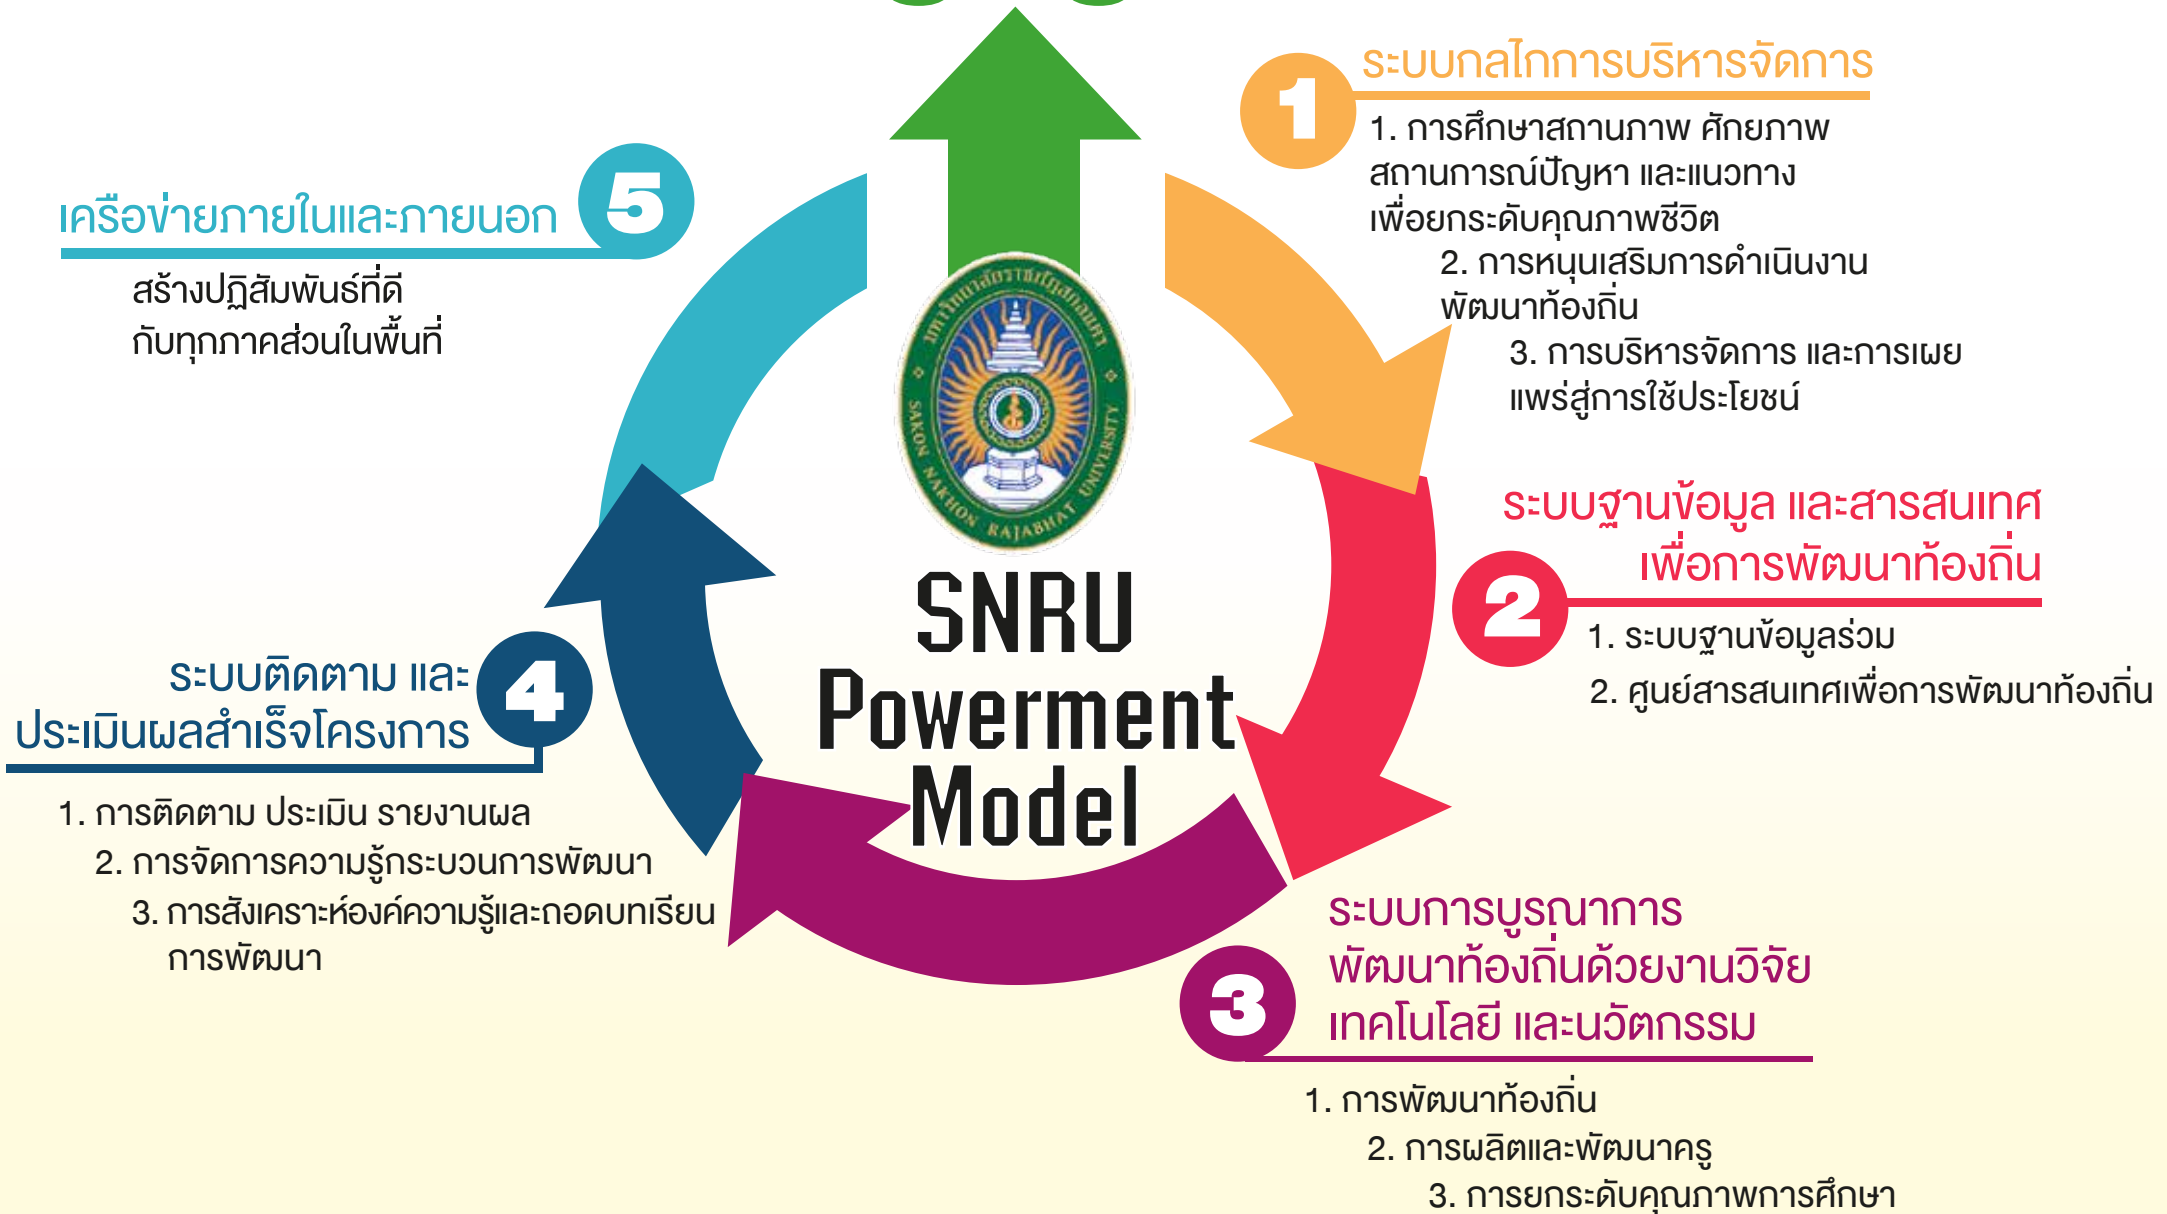 1
ระบบกลไกการบริหารจัดการ
1. การศึกษาสถานภาพ ศักยภาพ
สถานการณ์ปัญหา และแนวทาง
เพื่อยกระดับคุณภาพชีวิต
2. การหนุนเสริมการดำเนินงาน
พัฒนาท้องถิ่น
3. การบริหารจัดการ และการเผย
แพร่สู่การใช้ประโยชน์
2
ระบบฐานข้อมูล และสารสนเทศ
เพื่อการพัฒนาท้องถิ่น
1. ระบบฐานข้อมูลร่วม
2. ศูนย์สารสนเทศเพื่อการพัฒนาท้องถิ่น
3
ระบบการบูรณาการ
พัฒนาท้องถิ่นด้วยงานวิจัย
เทคโนโลยี และนวัตกรรม
1. การพัฒนาท้องถิ่น
2. การผลิตและพัฒนาครู
3. การยกระดับคุณภาพการศึกษา
4
ระบบติดตาม และ
ประเมินผลสำเร็จโครงการ
1. การติดตาม ประเมิน รายงานผล
2. การจัดการความรู้กระบวนการพัฒนา
3. การสังเคราะห์องค์ความรู้และถอดบทเรียน
การพัฒนา
5
เครือข่ายภายในและภายนอก
สร้างปฏิสัมพันธ์ที่ดี
กับทุกภาคส่วนในพื้นที่
มหาวิทยาลัยราชภัฏสกลนคร
SAKON NAKHON RAJABHAT UNIVERSITY
SNRU
Powerment
Model